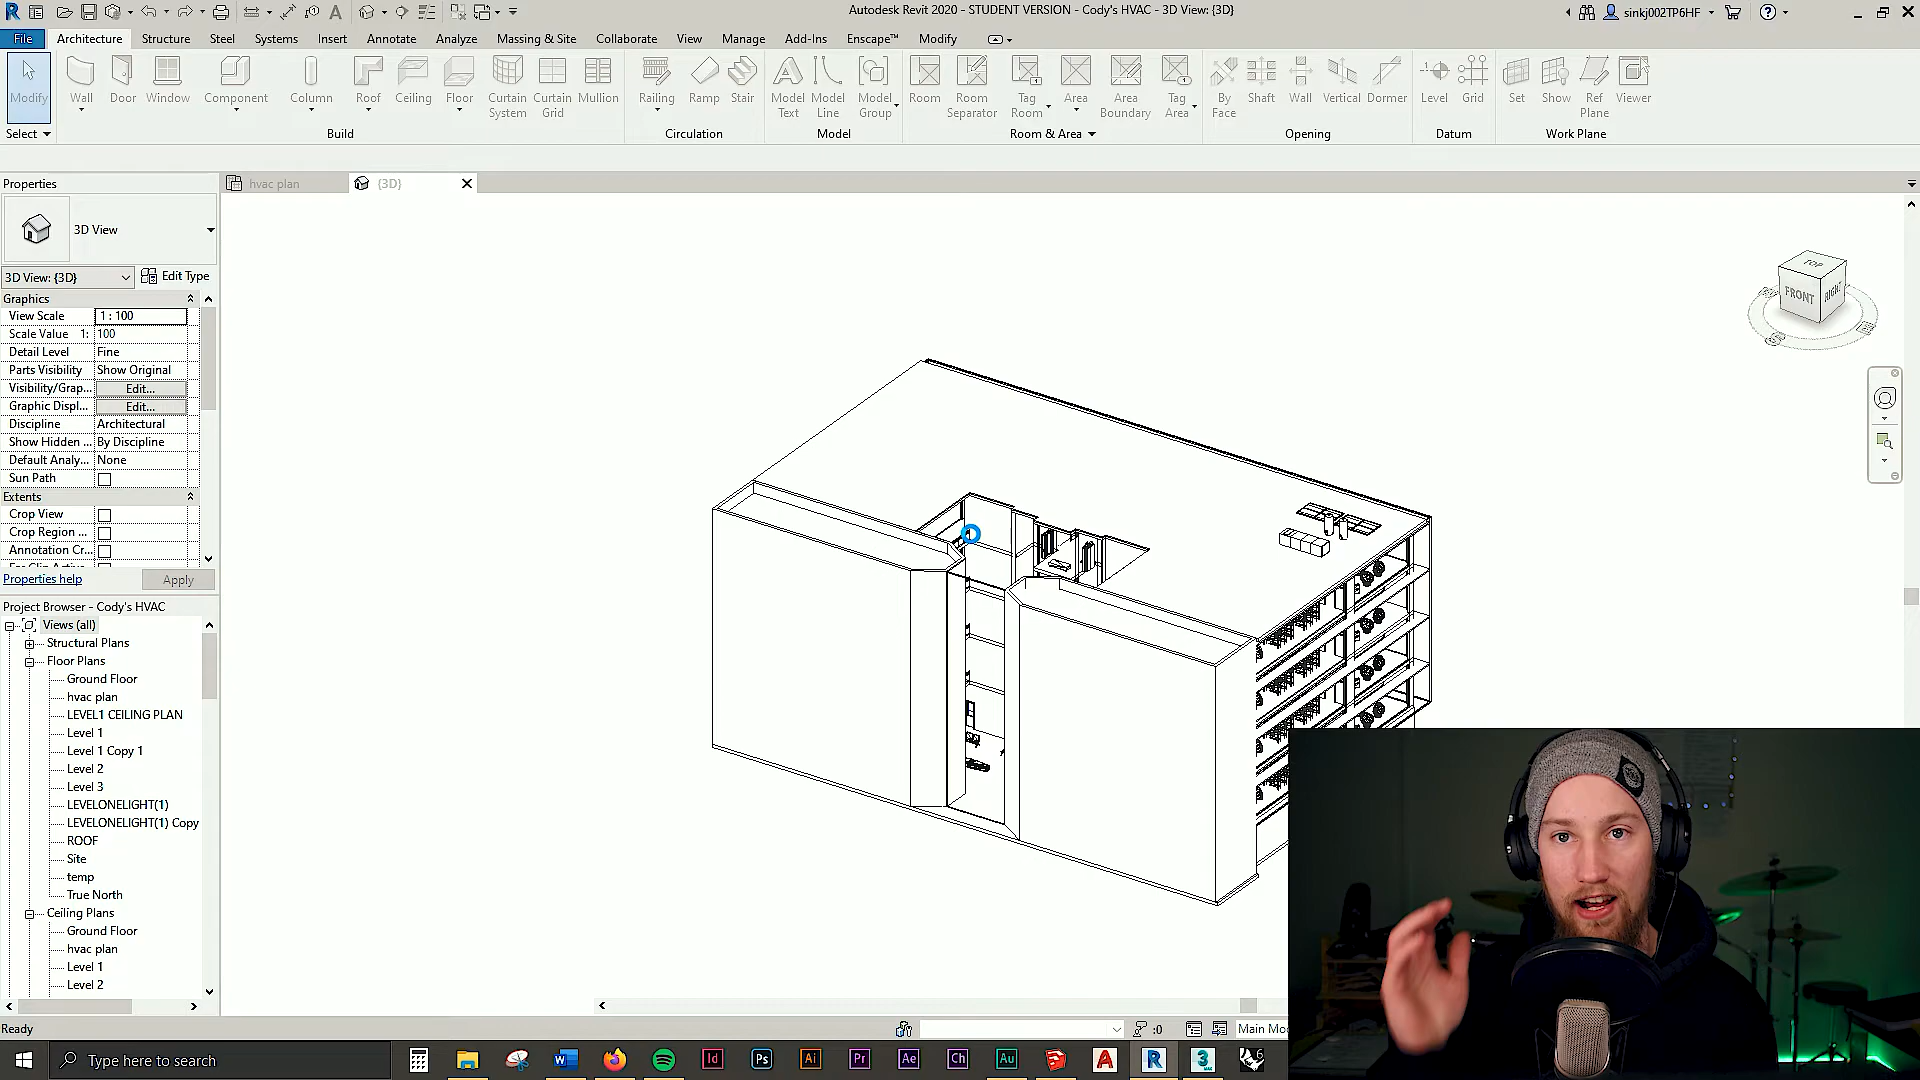 Autodesk Revit 2020 - STUDENT VERSION - Cody's HVAC - 3D View: {3D}
sinkj002TP6HF
File Architecture Structure Steel Systems Insert Annotate Analyze Massing & Site Collaborate View Manage Add-Ins Enscape™ Modify
Modify Wall Door Window Component Column Roof Ceiling Floor Curtain System Curtain Grid Mullion Railing Ramp Stair Model Text Model Line Model Group Room Room Separator Tag Room Area Area Boundary Tag Area By Face Shaft Wall Vertical Dormer Level Grid Set Show Ref Plane Viewer
Select Build Circulation Model Room & Area Opening Datum Work Plane
Properties
hvac plan
{3D}
3D View
3D View: {3D}
Edit Type
Graphics
View Scale 1 : 100
Scale Value 1: 100
Detail Level Fine
Parts Visibility Show Original
Visibility/Grap... Edit...
Graphic Displ... Edit...
Discipline Architectural
Show Hidden ... By Discipline
Default Analy... None
Sun Path
Extents
Crop View
Crop Region ...
Annotation Cr...
Properties help
Apply
Project Browser - Cody's HVAC
Views (all)
Structural Plans
Floor Plans
Ground Floor
hvac plan
LEVEL1 CEILING PLAN
Level 1
Level 1 Copy 1
Level 2
Level 3
LEVELONELIGHT(1)
LEVELONELIGHT(1) Copy
ROOF
Site
temp
True North
Ceiling Plans
Ground Floor
hvac plan
Level 1
Level 2
TOP
FRONT
RIGHT
Ready
:0
Main Mo
Type here to search
Id Ps Ai Pr Ae Ch Au A R 3